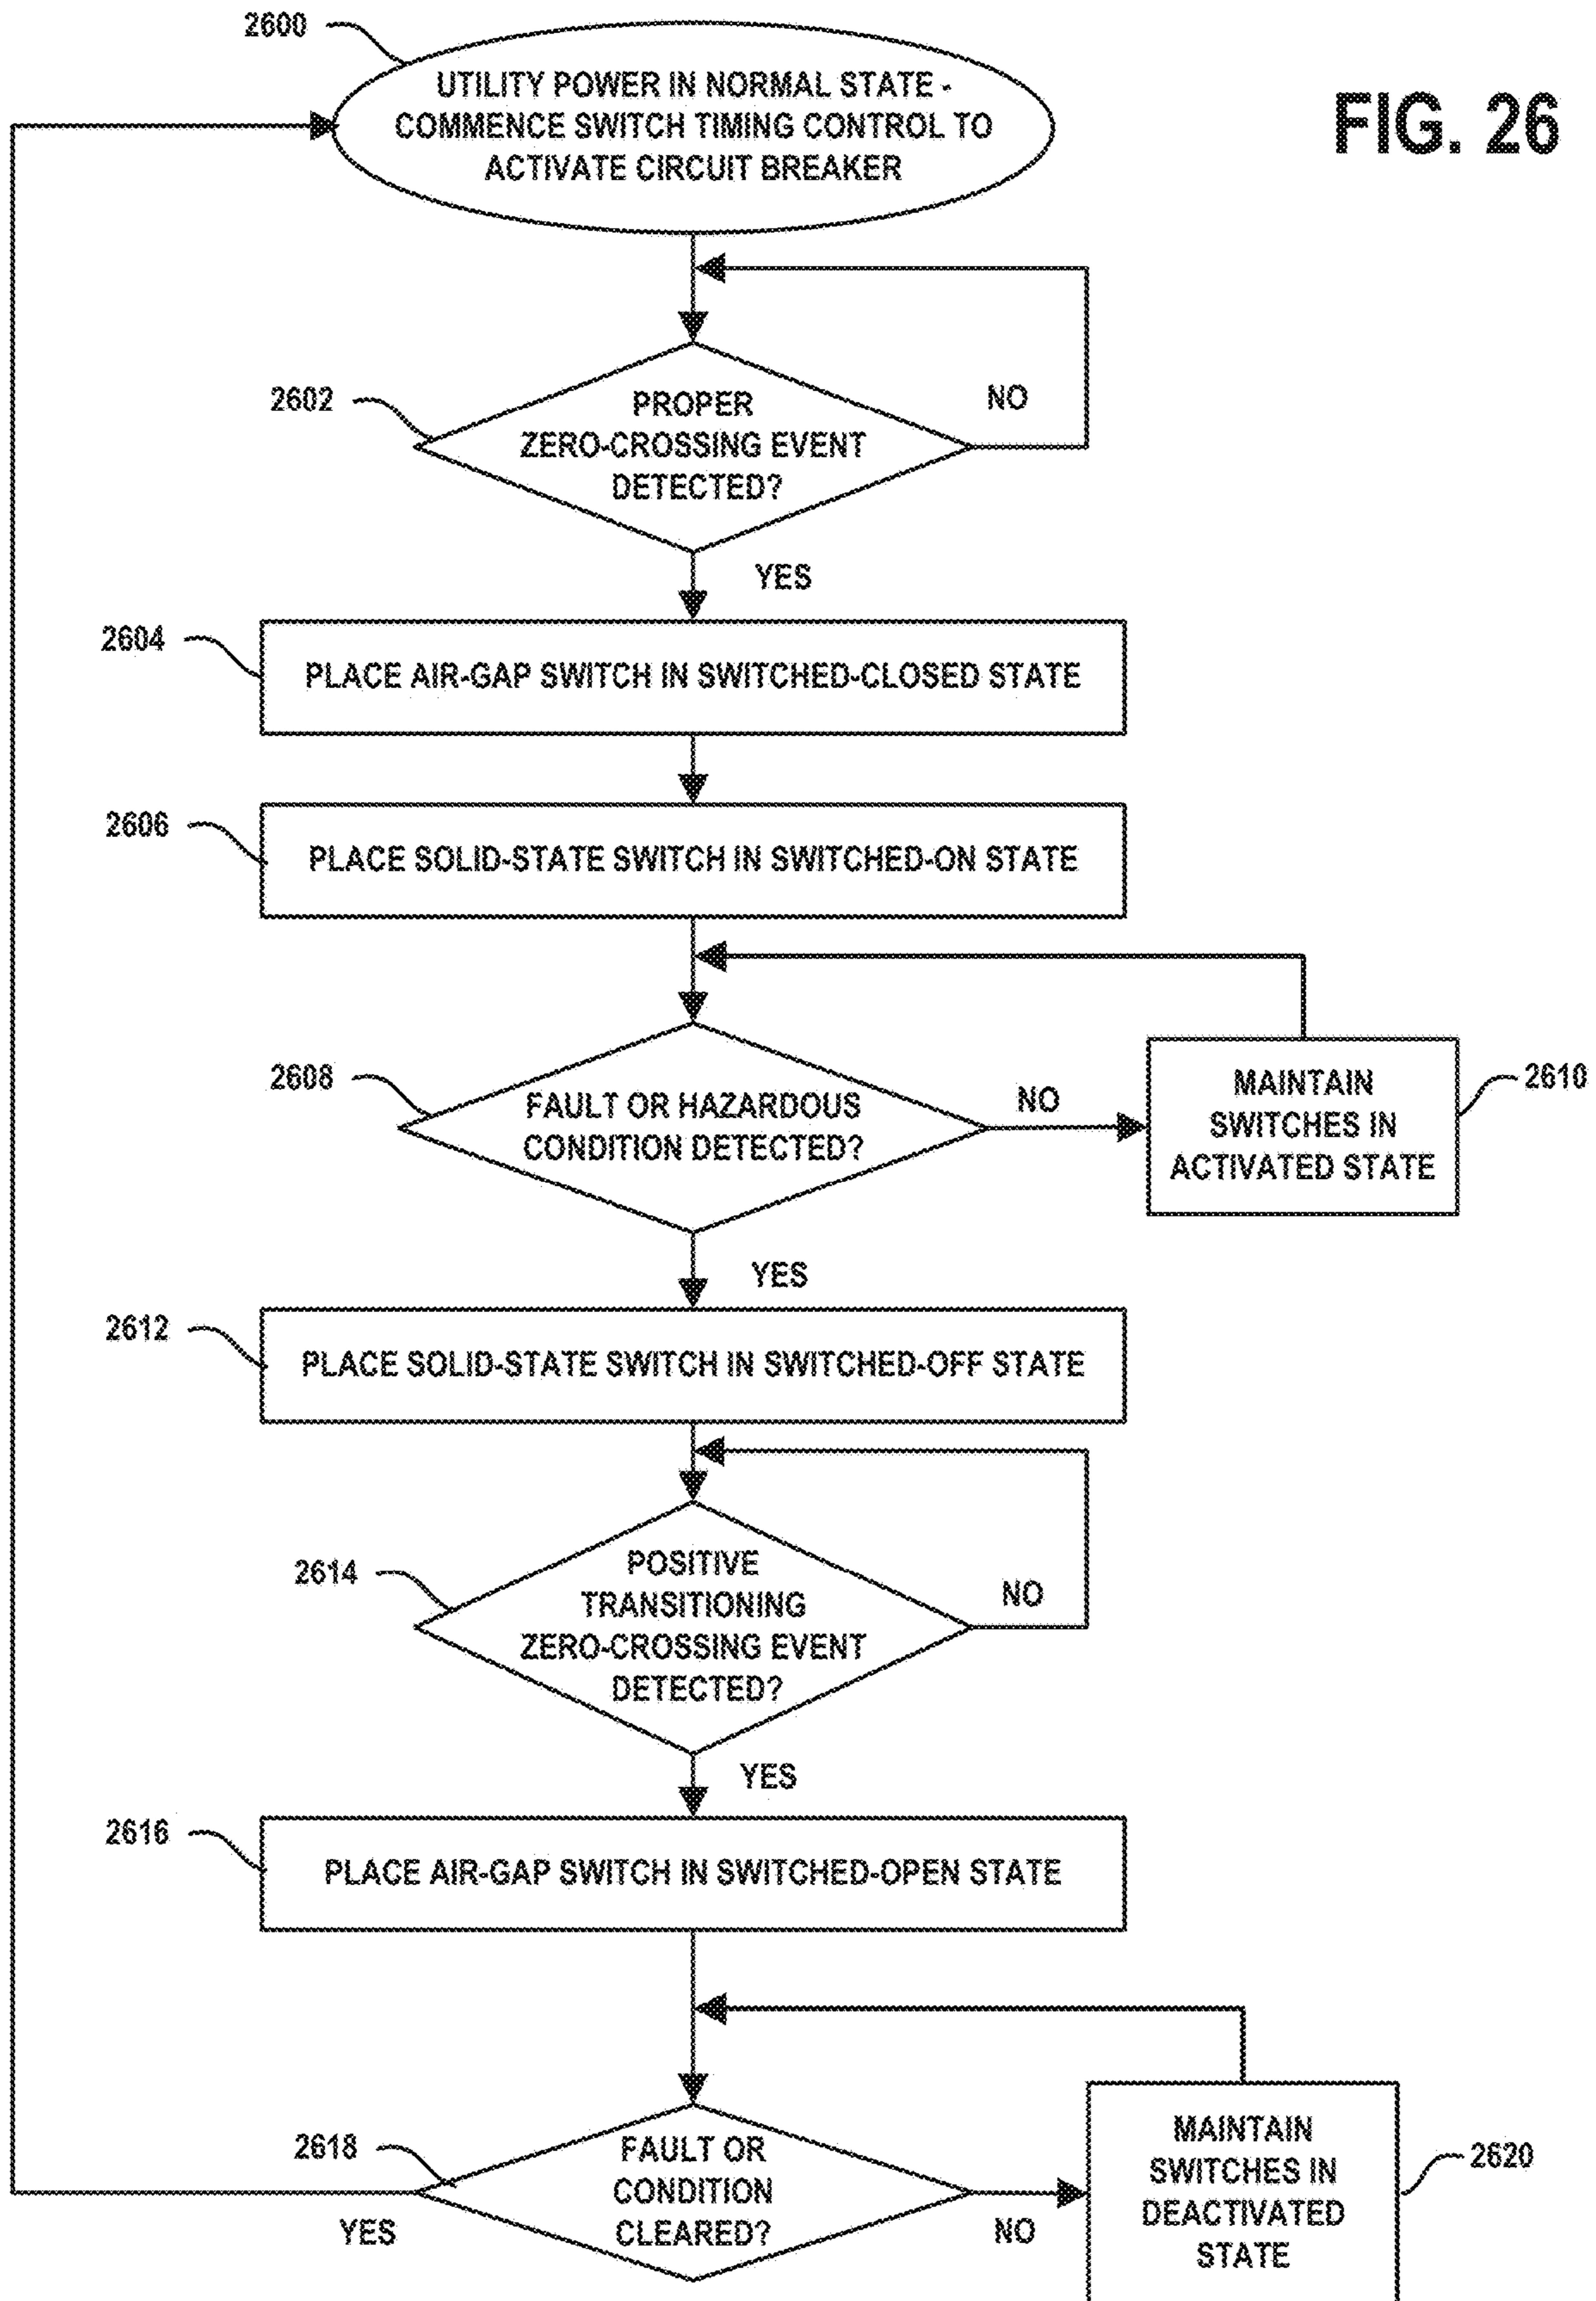 2600
UTILITY POWER IN NORMAL STATE -
COMMENCE SWITCH TIMING CONTROL TO
ACTIVATE CIRCUIT BREAKER
FIG. 26
2602
PROPER
ZERO-CROSSING EVENT
DETECTED?
NO
YES
2604
PLACE AIR-GAP SWITCH IN SWITCHED-CLOSED STATE
2606
PLACE SOLID-STATE SWITCH IN SWITCHED-ON STATE
2608
FAULT OR HAZARDOUS
CONDITION DETECTED?
NO
MAINTAIN
SWITCHES IN
ACTIVATED STATE
2610
YES
2612
PLACE SOLID-STATE SWITCH IN SWITCHED-OFF STATE
2614
POSITIVE
TRANSITIONING
ZERO-CROSSING EVENT
DETECTED?
NO
YES
2616
PLACE AIR-GAP SWITCH IN SWITCHED-OPEN STATE
2618
FAULT OR
CONDITION
CLEARED?
YES
NO
MAINTAIN
SWITCHES IN
DEACTIVATED
STATE
2620